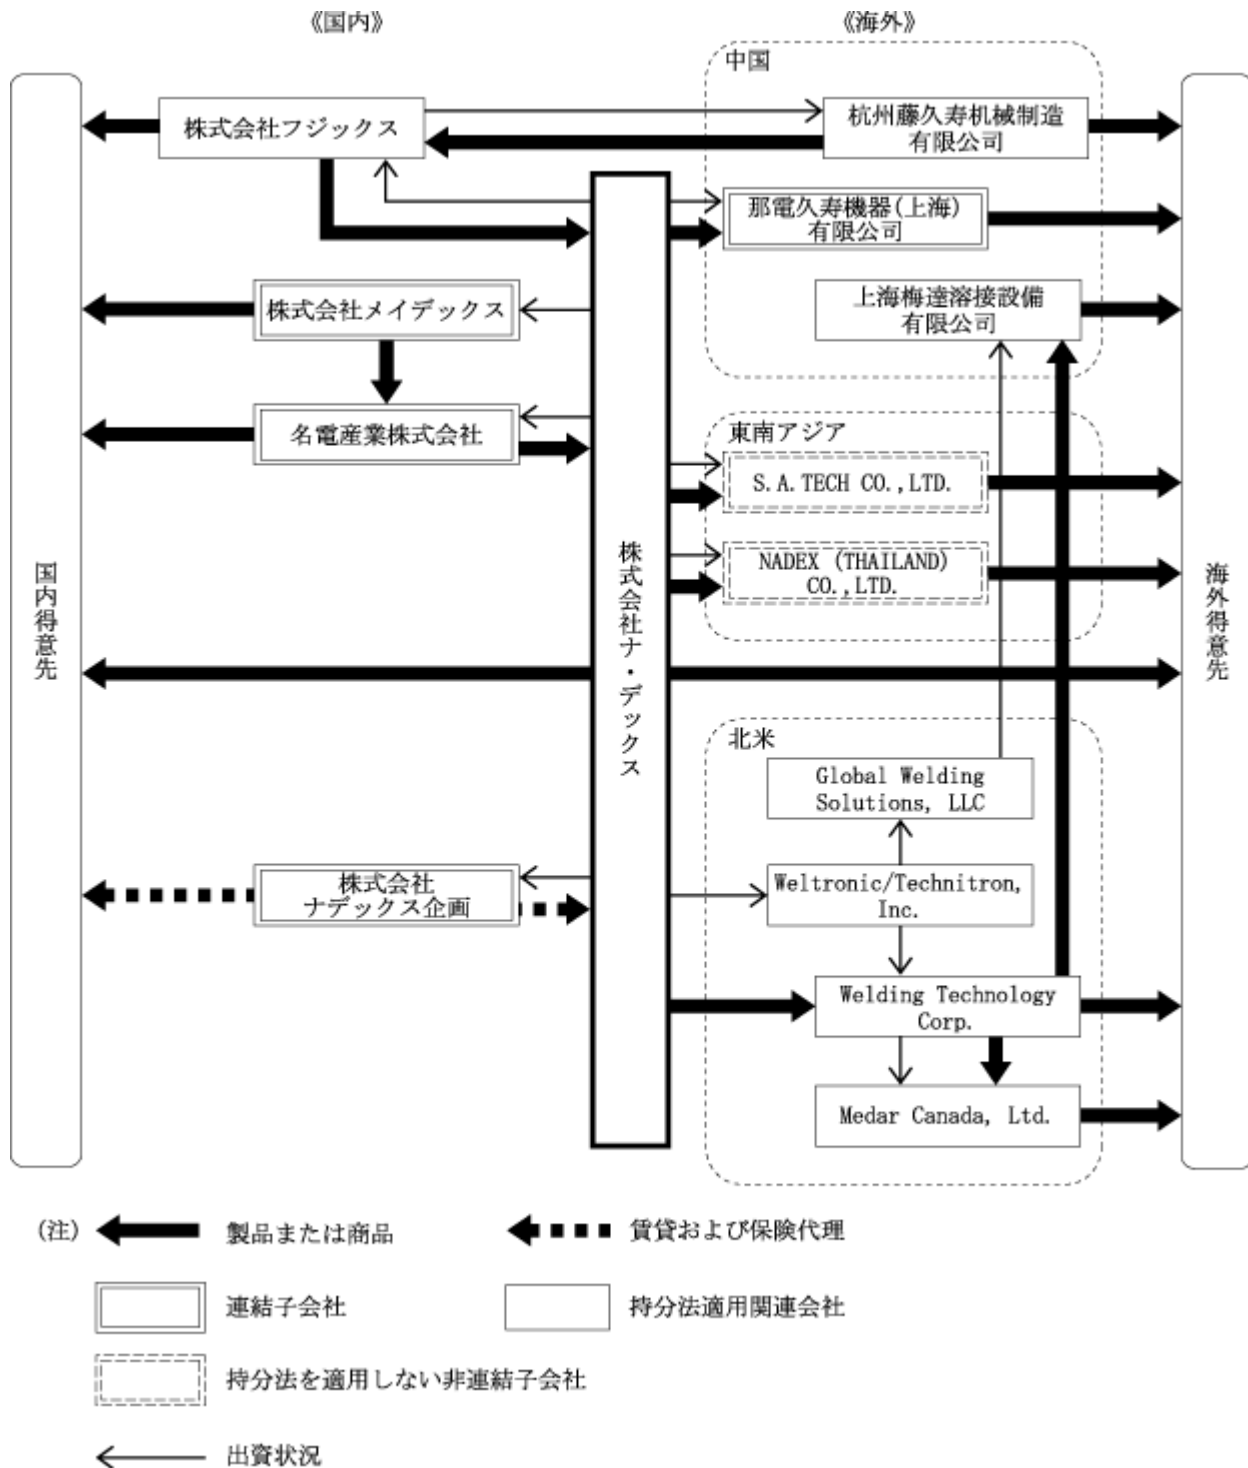 《国内》
《海外》
中国
株式会社フジックス
杭州藤久寿机械制造
有限公司
那電久寿機器(上海)
有限公司
株式会社メイデックス
上海梅達溶接設備
有限公司
名電産業株式会社
東南アジア
S.A.TECH CO.,LTD.
NADEX (THAILAND)
CO.,LTD.
国内得意先
株式会社ナ・デックス
海外得意先
北米
Global Welding
Solutions, LLC
株式会社
ナデックス企画
Weltronic/Technitron,
Inc.
Welding Technology
Corp.
Medar Canada, Ltd.
(注)
製品または商品
賃貸および保険代理
連結子会社
持分法適用関連会社
持分法を適用しない非連結子会社
出資状況